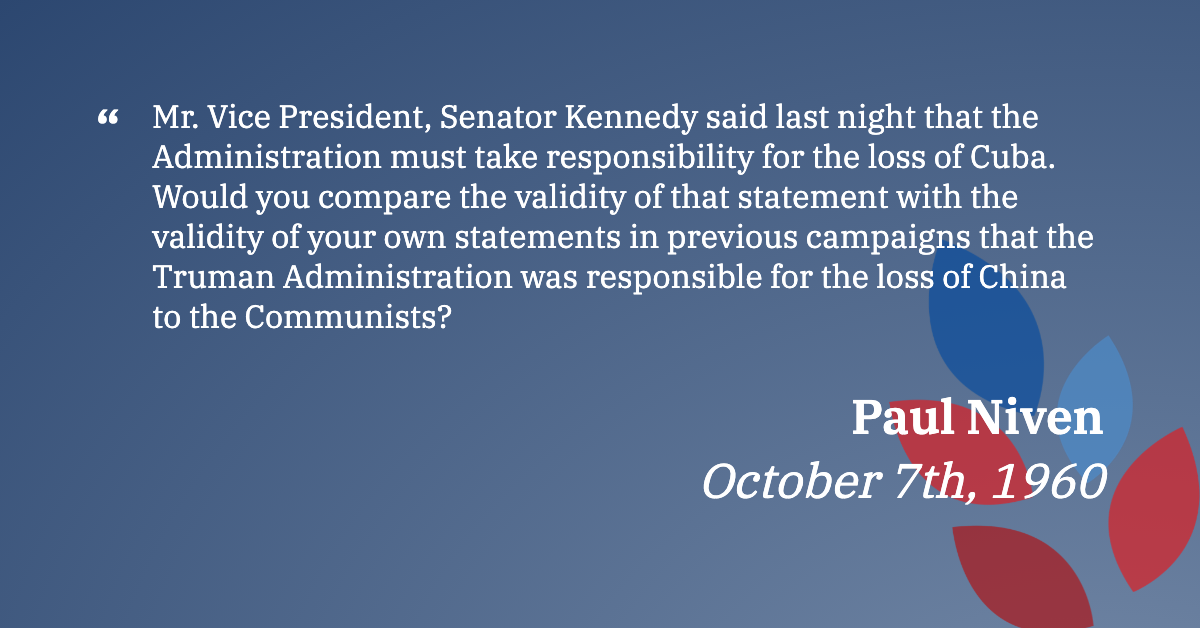 “ Mr. Vice President, Senator Kennedy said last night that the
Administration must take responsibility for the loss of Cuba.
Would you compare the validity of that statement with the
validity of your own statements in previous campaigns that the
Truman Administration was responsible for the loss of China
to the Communists?
Paul Niven
October 7th, 1960